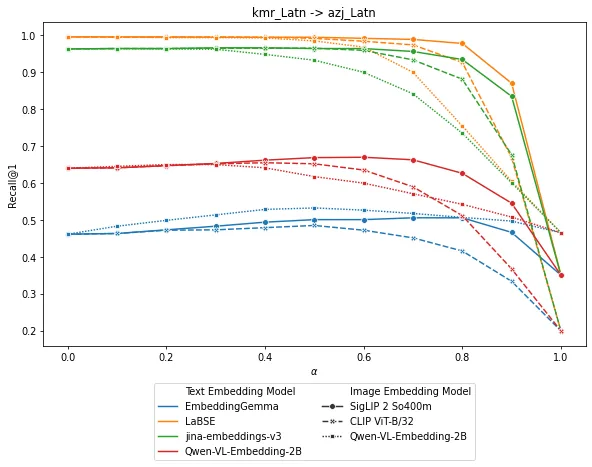 kmr_Latn -> azj_Latn
1.0
0.9
0.8
0.7
0.6
0.5
0.4
0.3
0.2
Recall@1
0.0 0.2 0.4 0.6 0.8 1.0
α
Text Embedding Model Image Embedding Model
EmbeddingGemma SigLIP 2 So400m
LaBSE CLIP ViT-B/32
jina-embeddings-v3 Qwen-VL-Embedding-2B
Qwen-VL-Embedding-2B